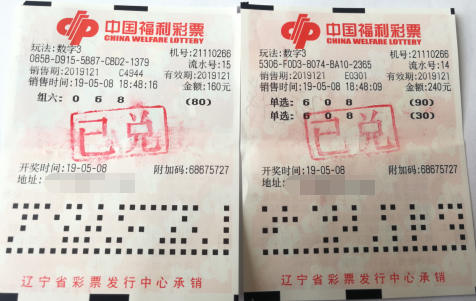 中国福利彩票
CHINA WELFARE LOTTERY
玩法:数字3 机号:21110266
085B-D915-5B87-CBD2-1379 流水号:15
销售期:2019121 C4944 有效期:2019121
销售时间:19-05-08 18:48:16 金额:160元
组六: 0 6 8 (80)
已兑
开奖时间:19-05-08 附加码:68675727
地址:
辽宁省彩票发行中心承销
中国福利彩票
CHINA WELFARE LOTTERY
玩法:数字3 机号:21110266
5306-F0D3-8074-BA10-2365 流水号:14
销售期:2019121 E0301 有效期:2019121
销售时间:19-05-08 18:48:09 金额:240元
单选: 6 0 8 (90)
单选: 6 0 8 (30)
已兑
开奖时间:19-05-08 附加码:68675727
地址:
辽宁省彩票发行中心承销